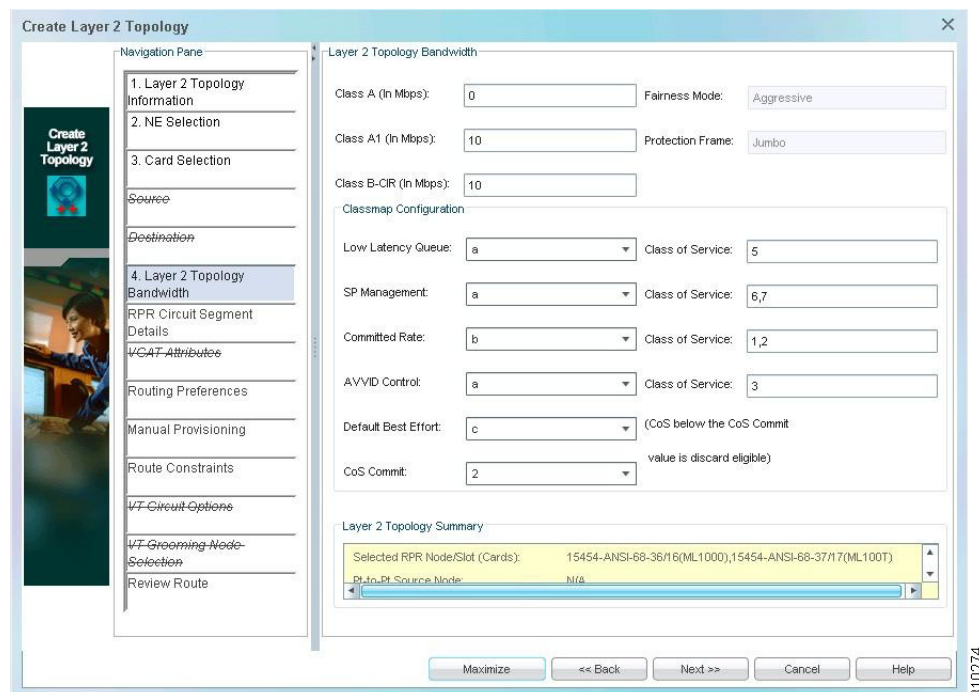 Create Layer 2 Topology
Create
Layer 2
Topology
Navigation Pane
1. Layer 2 Topology
Information
2. NE Selection
3. Card Selection
Source
Destination
4. Layer 2 Topology
Bandwidth
RPR Circuit Segment
Details
VCAT Attributes
Routing Preferences
Manual Provisioning
Route Constraints
VT Circuit Options
VT Grooming Node
Selection
Review Route
Layer 2 Topology Bandwidth
Class A (In Mbps): 0 Fairness Mode: Aggressive
Class A1 (In Mbps): 10 Protection Frame: Jumbo
Class B-CIR (In Mbps): 10
Classmap Configuration
Low Latency Queue: a Class of Service: 5
SP Management: a Class of Service: 6,7
Committed Rate: b Class of Service: 1,2
AVVID Control: a Class of Service: 3
Default Best Effort: c (CoS below the CoS Commit
value is discard eligible)
CoS Commit: 2
Layer 2 Topology Summary
Selected RPR Node/Slot (Cards): 15454-ANSI-68-36/16(ML1000),15454-ANSI-68-37/17(ML100T)
Pt-to-Pt Source Node: N/A
Maximize << Back Next >> Cancel Help